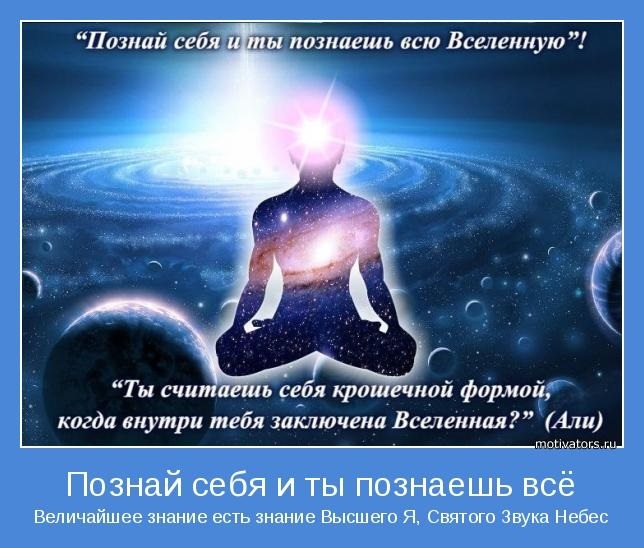 “Познай себя и ты познаешь всю Вселенную”!
“Ты считаешь себя крошечной формой,
когда внутри тебя заключена Вселенная?” (Али)
motivators.ru
Познай себя и ты познаешь всё
Величайшее знание есть знание Высшего Я, Святого Звука Небес